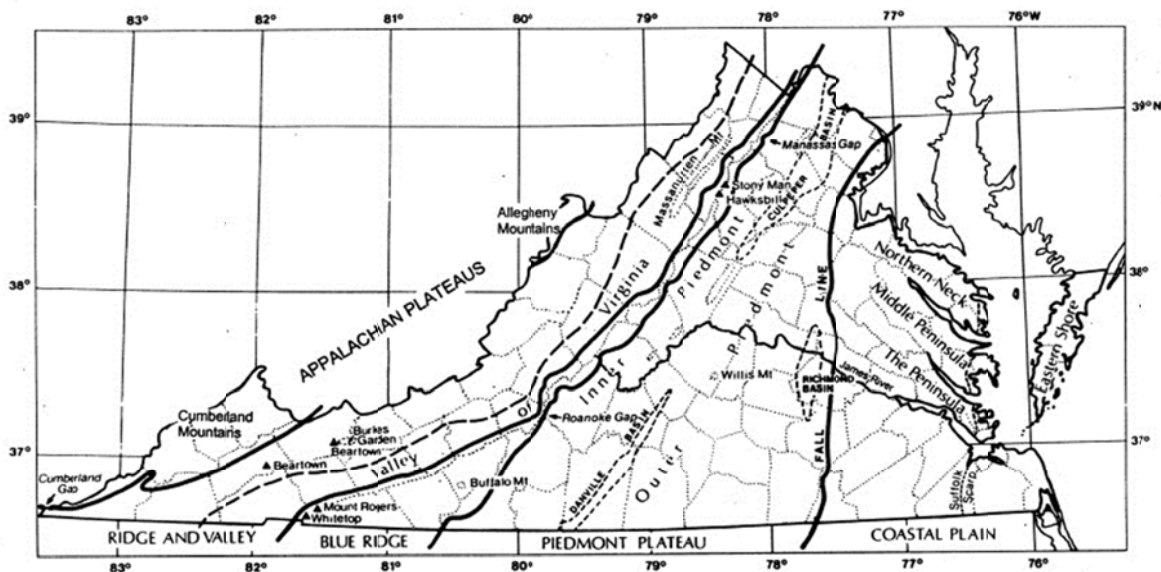 83°
82°
81°
80°
79°
78°
77°
76°W
39°
39°N
38°
38°
37°
37°
83°
82°
81°
80°
79°
78°
77°
76°
Manassas Gap
BASIN
CULPEPER
Stony Man
Hawksbill
Massanutten Mt
Allegheny
Mountains
APPALACHIAN PLATEAUS
Valley of Virginia
Inner Piedmont
Outer Piedmont
Northern Neck
Middle Peninsula
The Peninsula
Eastern Shore
James River
FALL LINE
RICHMOND
BASIN
Willis Mt
Roanoke Gap
DANVILLE BASIN
Buffalo Mt
Cumberland
Mountains
Burkes
Garden
Beartown
Beartown
Cumberland
Gap
Mount Rogers
Whitetop
Suffolk
Scarp
RIDGE AND VALLEY
BLUE RIDGE
PIEDMONT PLATEAU
COASTAL PLAIN